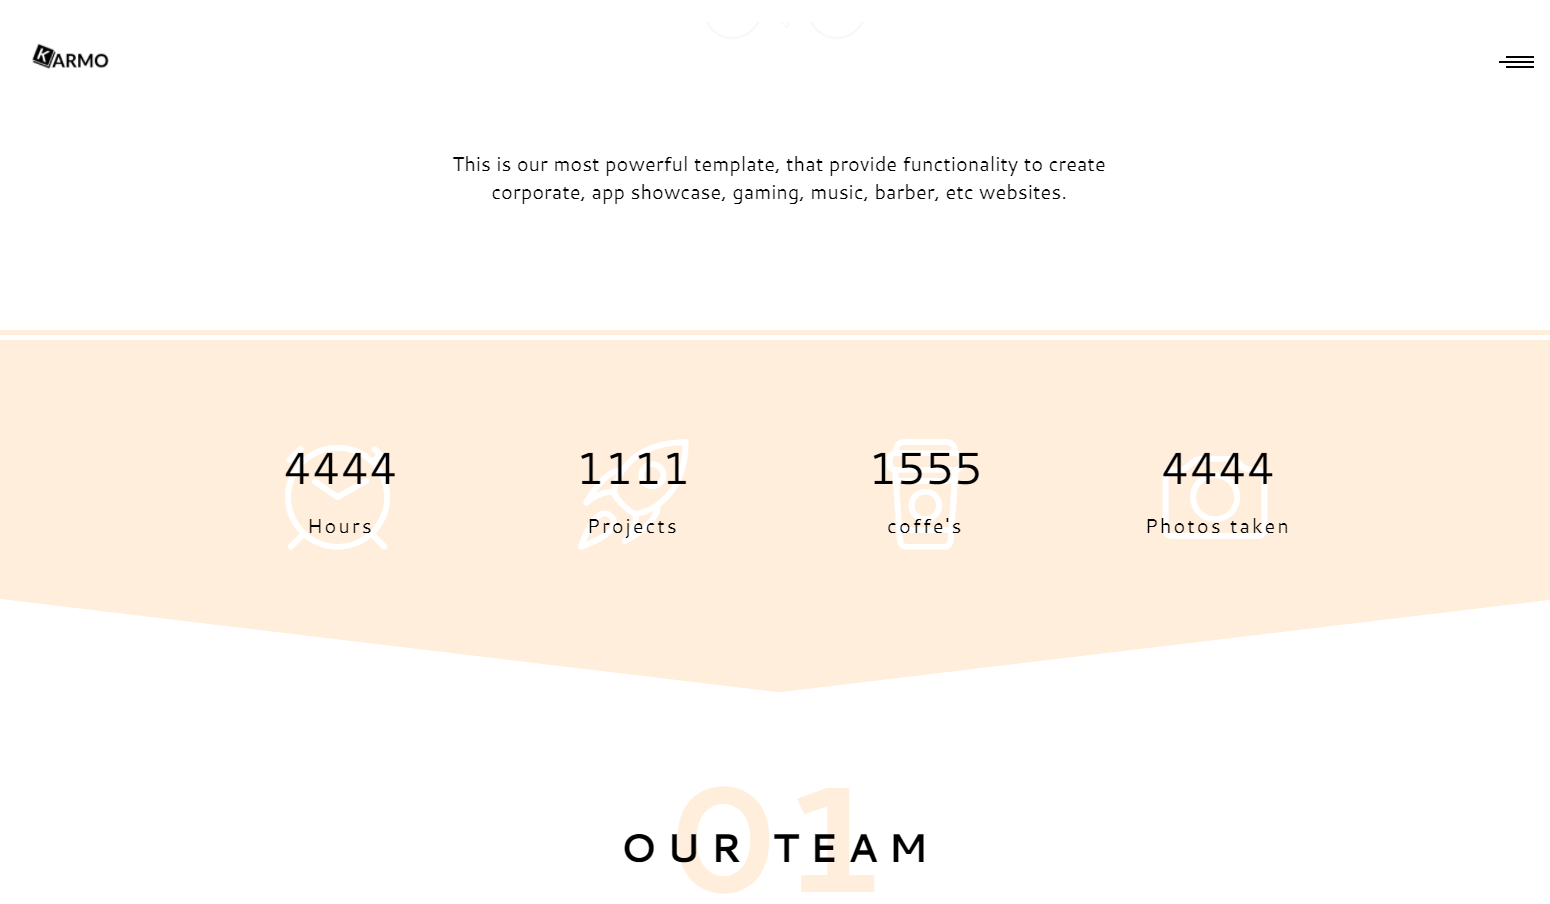 KARMO
This is our most powerful template, that provide functionality to create
corporate, app showcase, gaming, music, barber, etc websites.
4444
1111
1555
4444
Hours
Projects
coffe's
Photos taken
01
OUR TEAM